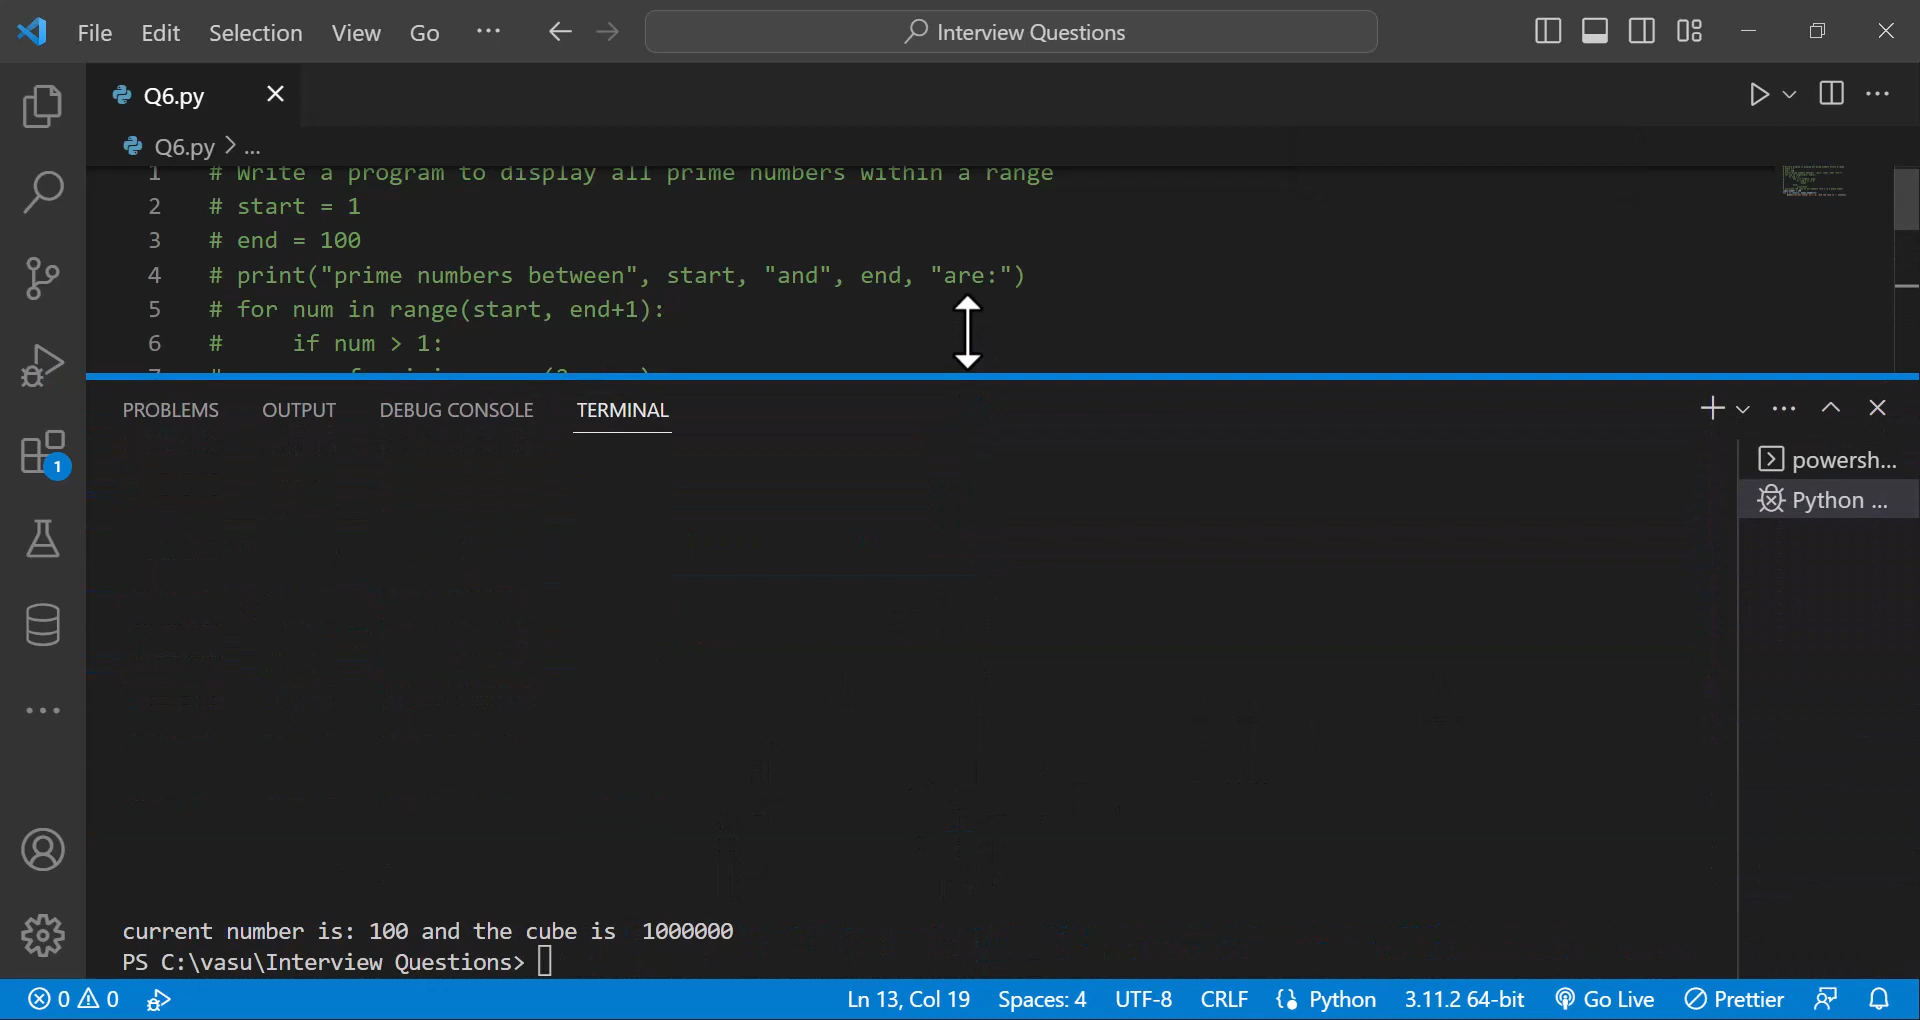 File Edit Selection View Go ... Interview Questions
Q6.py
Q6.py > ...
1 # Write a program to display all prime numbers within a range
2 # start = 1
3 # end = 100
4 # print("prime numbers between", start, "and", end, "are:")
5 # for num in range(start, end+1):
6 #     if num > 1:
PROBLEMS OUTPUT DEBUG CONSOLE TERMINAL
powersh...
Python ...
1
current number is: 100 and the cube is  1000000
PS C:\vasu\Interview Questions>
0 0 Ln 13, Col 19 Spaces: 4 UTF-8 CRLF Python 3.11.2 64-bit Go Live Prettier